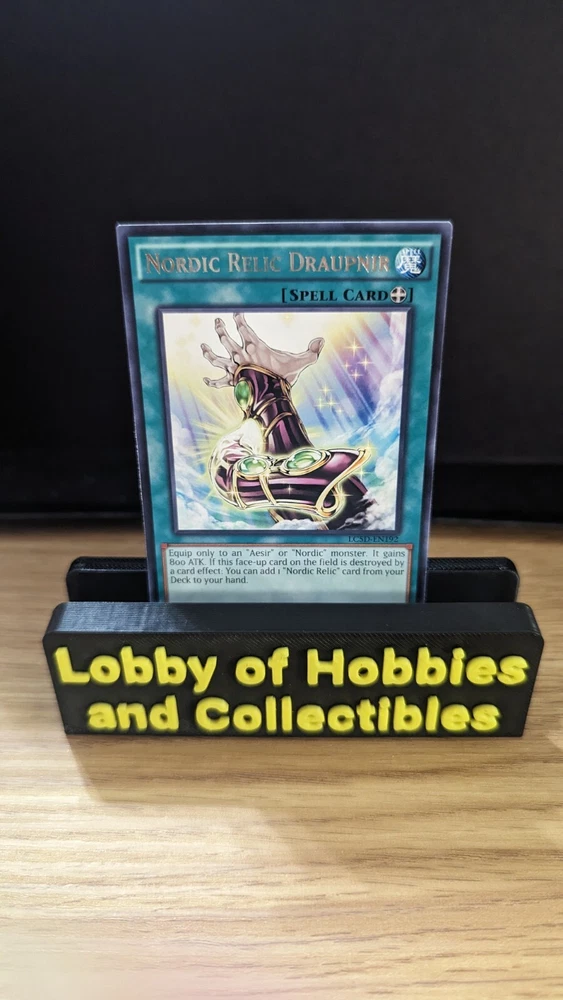 NORDIC RELIC DRAUPNIR 魔
[SPELL CARD]
LC5D-EN192
Equip only to an "Aesir" or "Nordic" monster. It gains
800 ATK. If this face-up card on the field is destroyed by
a card effect: You can add 1 "Nordic Relic" card from your
Deck to your hand.
Lobby of Hobbies
and Collectibles